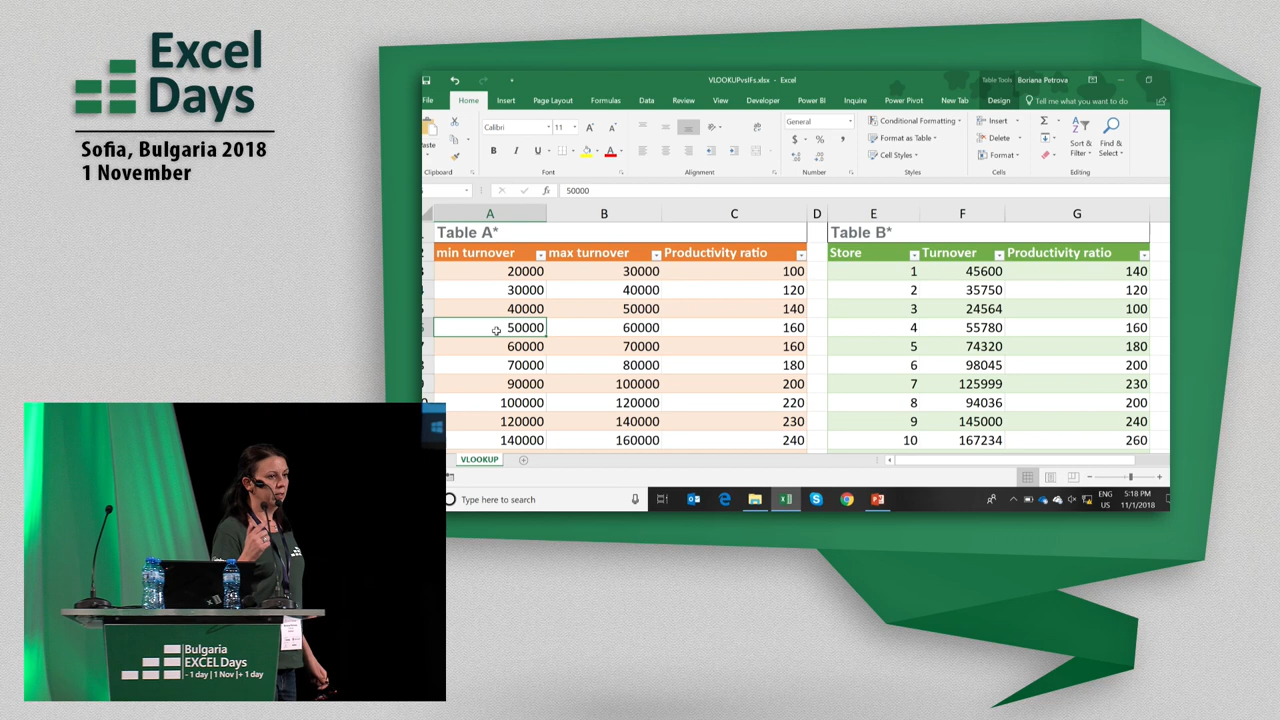 Excel
Days
Sofia, Bulgaria 2018
1 November
VLOOKUPvsIFs.xlsx - Excel
Table Tools
Boriana Petrova
File Home Insert Page Layout Formulas Data Review View Developer Power BI Inquire Power Pivot New Tab Design Tell me what you want to do
Calibri 11 General Conditional Formatting Insert
Format as Table Delete
Cell Styles Format
Sort & Filter
Find & Select
Clipboard Font Alignment Number Styles Cells Editing
50000
A B C D E F G
Table A* Table B*
min turnover max turnover Productivity ratio Store Turnover Productivity ratio
20000 30000 100 1 45600 140
30000 40000 120 2 35750 120
40000 50000 140 3 24564 100
50000 60000 160 4 55780 160
60000 70000 160 5 74320 180
70000 80000 180 6 98045 200
90000 100000 200 7 125999 230
100000 120000 220 8 94036 200
120000 140000 230 9 145000 240
140000 160000 240 10 167234 260
VLOOKUP
Type here to search
ENG
US
5:18 PM
11/1/2018
Bulgaria
EXCEL Days
- 1 day | 1 Nov | + 1 day